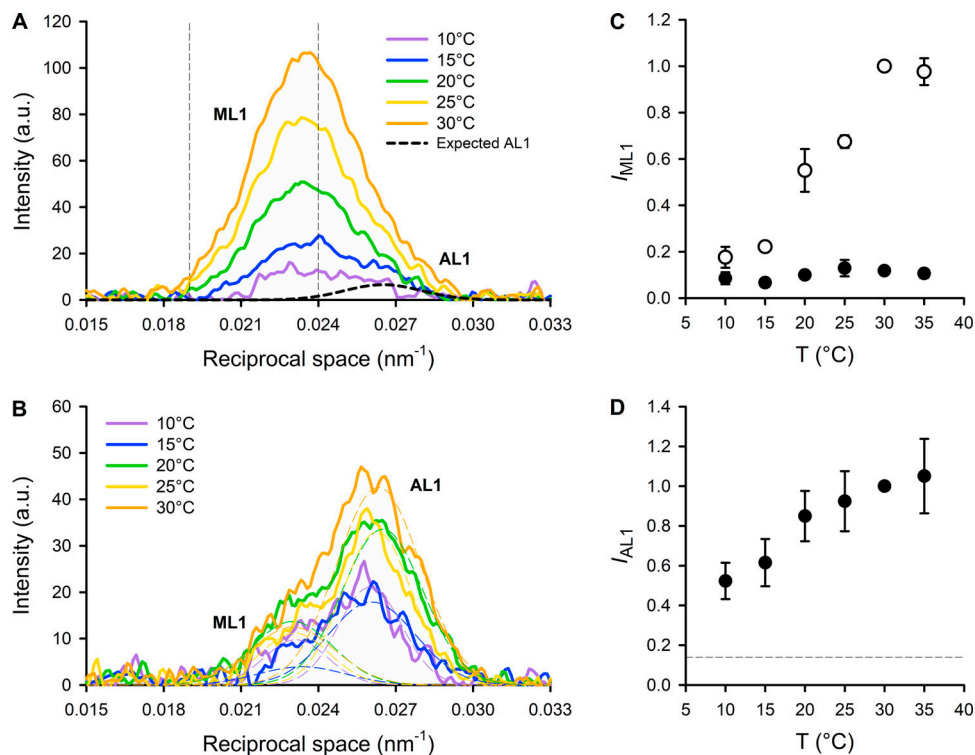 A
120
100
80
60
40
20
0
Intensity (a.u.)
ML1
AL1
10°C
15°C
20°C
25°C
30°C
Expected AL1
0.015 0.018 0.021 0.024 0.027 0.030 0.033
Reciprocal space (nm-1)
B
60
50
40
30
20
10
0
Intensity (a.u.)
10°C
15°C
20°C
25°C
30°C
ML1
AL1
0.015 0.018 0.021 0.024 0.027 0.030 0.033
Reciprocal space (nm-1)
C
1.0
0.8
0.6
0.4
0.2
0.0
IML1
5 10 15 20 25 30 35 40
T (°C)
D
1.4
1.2
1.0
0.8
0.6
0.4
0.2
0.0
IAL1
5 10 15 20 25 30 35 40
T (°C)